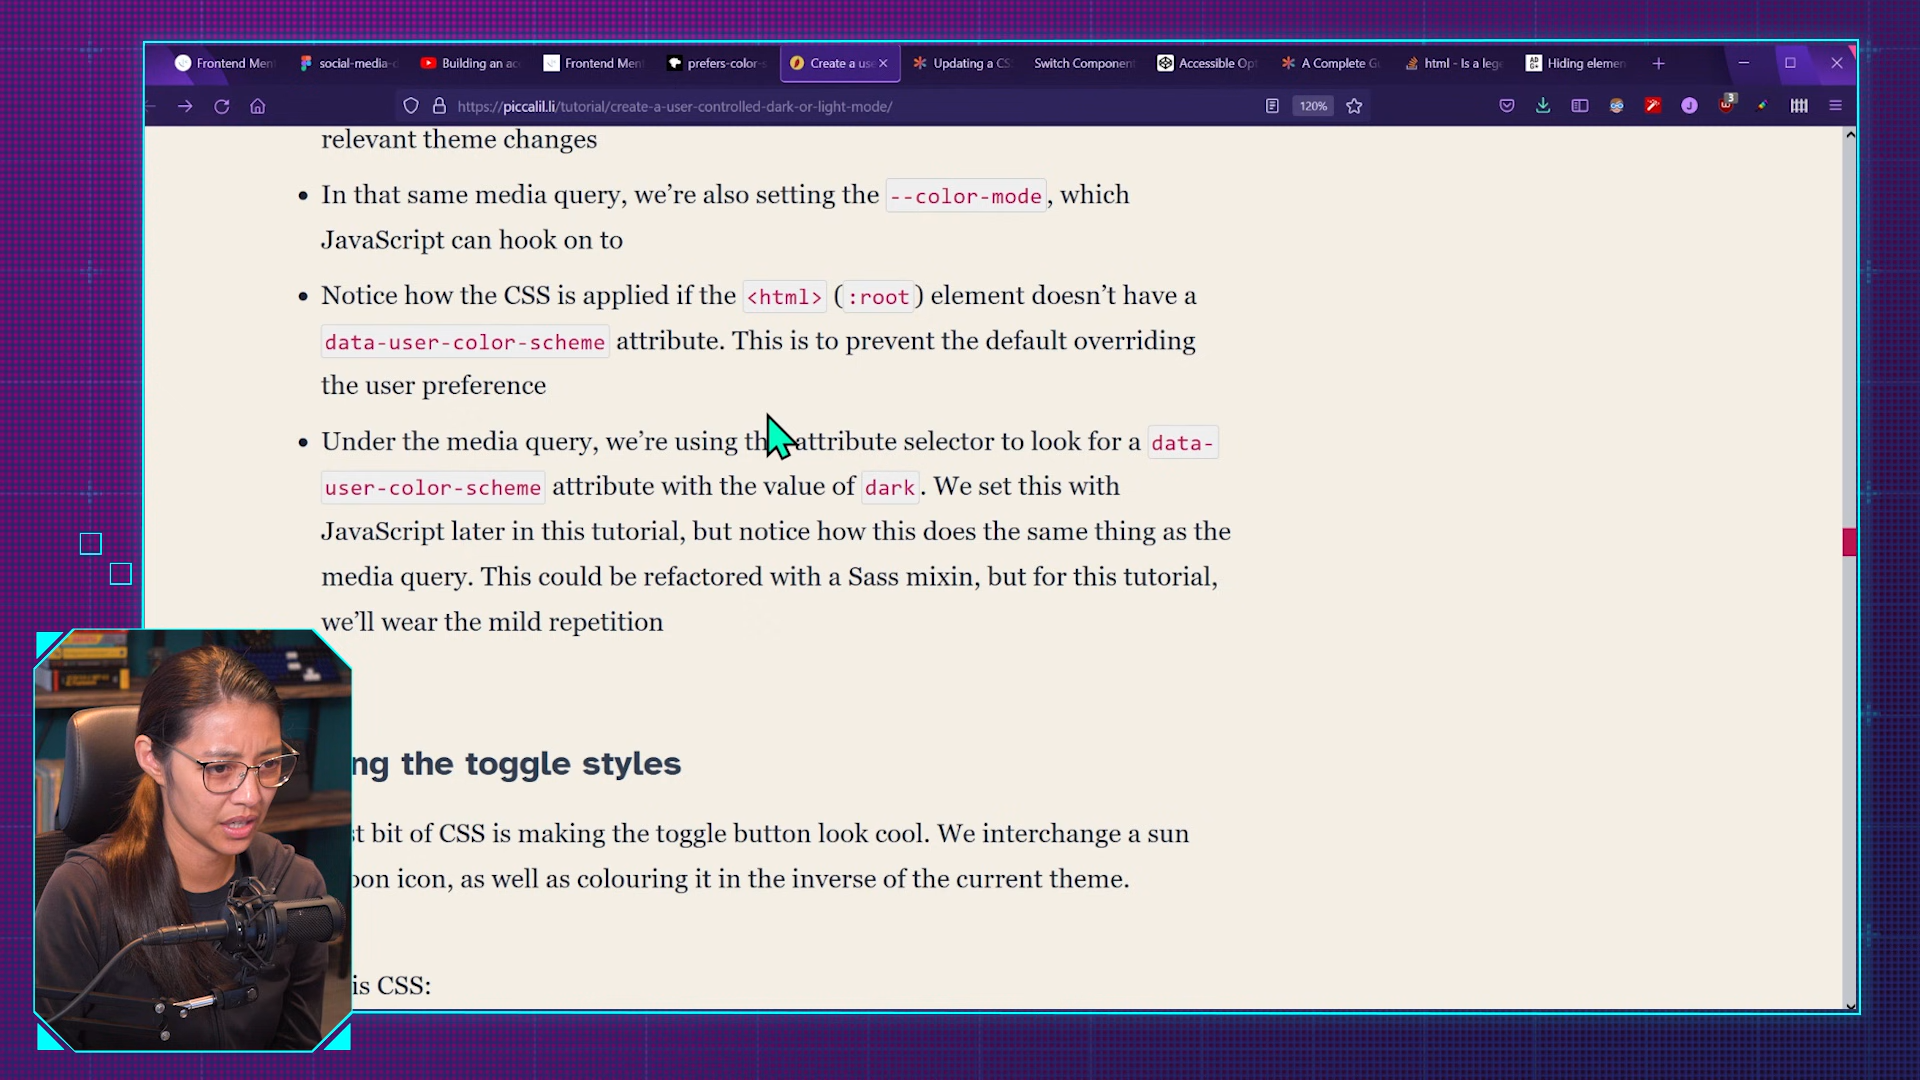 Frontend Men
social-media-
Building an ac
Frontend Men
prefers-color-s
Create a use
Updating a CS
Switch Componen
Accessible Opt
A Complete Gu
html - Is a lege
Hiding elemen
https://piccalil.li/tutorial/create-a-user-controlled-dark-or-light-mode/
120%
3
relevant theme changes
• In that same media query, we’re also setting the --color-mode, which
JavaScript can hook on to
• Notice how the CSS is applied if the <html> (:root) element doesn’t have a
data-user-color-scheme attribute. This is to prevent the default overriding
the user preference
• Under the media query, we’re using th attribute selector to look for a data-
user-color-scheme attribute with the value of dark. We set this with
JavaScript later in this tutorial, but notice how this does the same thing as the
media query. This could be refactored with a Sass mixin, but for this tutorial,
we’ll wear the mild repetition
ng the toggle styles
t bit of CSS is making the toggle button look cool. We interchange a sun
oon icon, as well as colouring it in the inverse of the current theme.
is CSS: